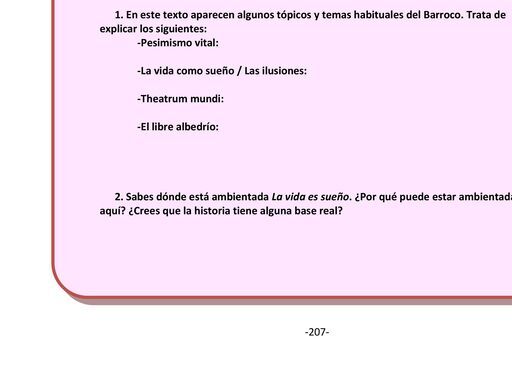 1. En este texto aparecen algunos tópicos y temas habituales del Barroco. Trata de
explicar los siguientes:
-Pesimismo vital:
-La vida como sueño / Las ilusiones:
-Theatrum mundi:
-El libre albedrío:
2. Sabes dónde está ambientada La vida es sueño. ¿Por qué puede estar ambientada
aquí? ¿Crees que la historia tiene alguna base real?
-207-